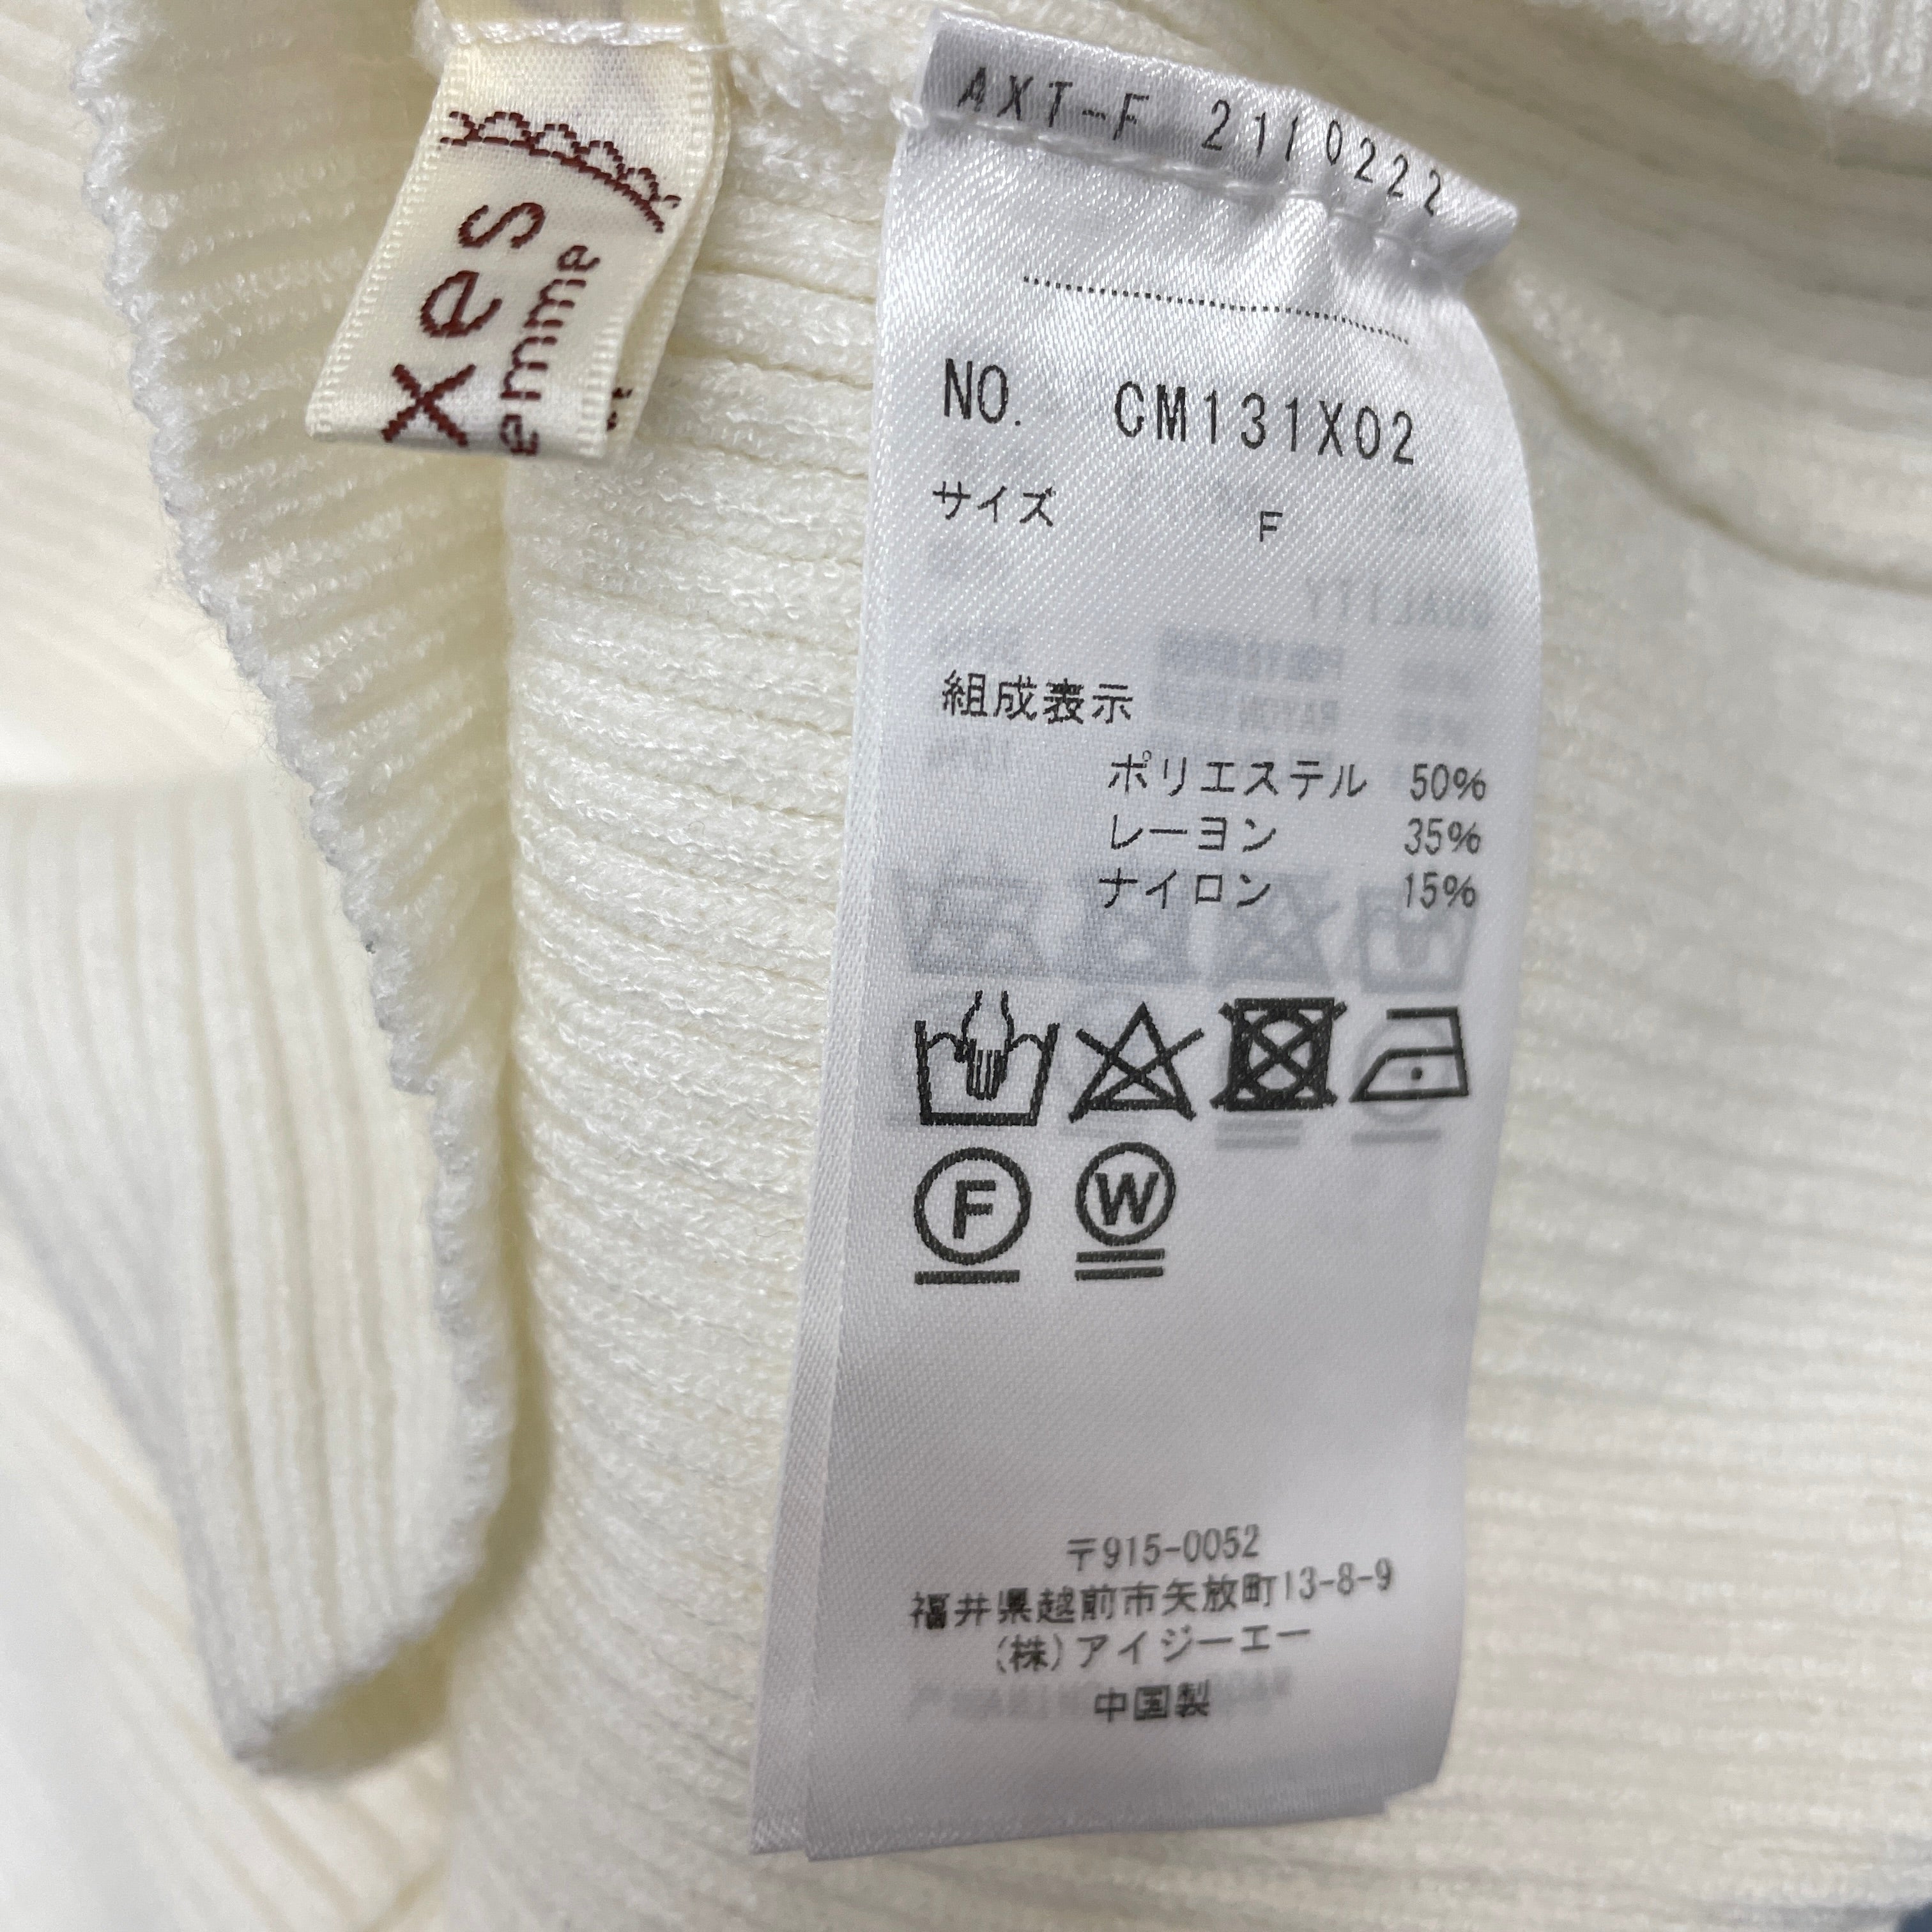 xes
emme
AXT-F 2110222
NO. CM131X02
サイズ F
組成表示
ポリエステル 50%
レーヨン 35%
ナイロン 15%
F
W
〒915-0052
福井県越前市矢放町13-8-9
(株)アイジーエー
中国製